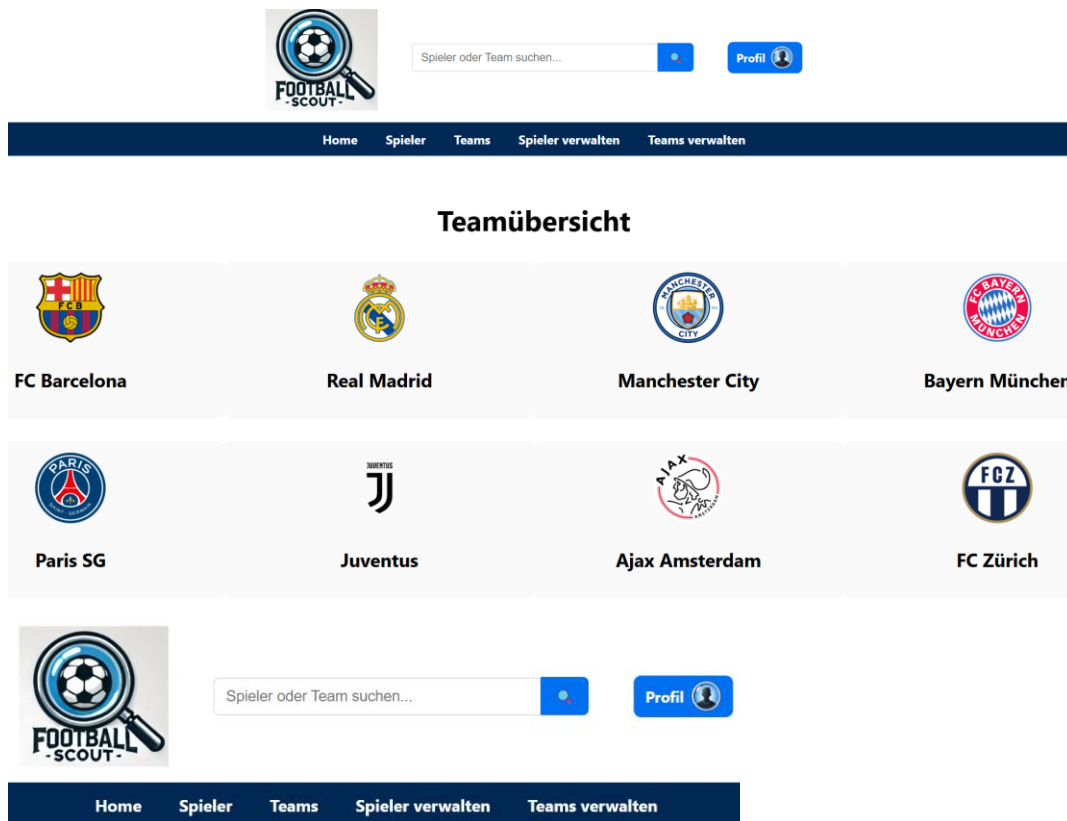 FOOTBALL
-SCOUT-
Spieler oder Team suchen...
Profil
Home Spieler Teams Spieler verwalten Teams verwalten
Teamübersicht
FCB
MANCHESTER
CITY
FC BAYERN
MÜNCHEN
FC Barcelona Real Madrid Manchester City Bayern München
PARIS
SAINT-GERMAIN
JUVENTUS
AJAX
AMSTERDAM
FCZ
Paris SG Juventus Ajax Amsterdam FC Zürich
FOOTBALL
-SCOUT-
Spieler oder Team suchen...
Profil
Home Spieler Teams Spieler verwalten Teams verwalten